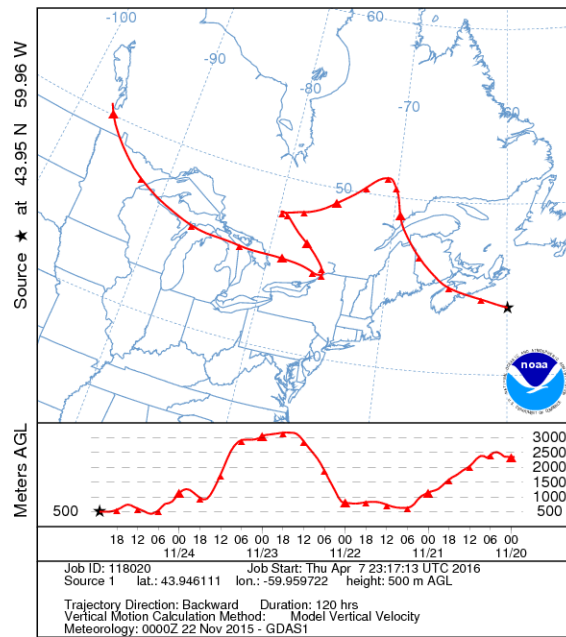 -100
-90
-80
-70
60
60
50
40
Source ★ at 43.95 N 59.96 W
noaa
Meters AGL
500
3000
2500
2000
1500
1000
500
18 12 06 00 18 12 06 00 18 12 06 00 18 12 06 00 18 12 06 00
11/24 11/23 11/22 11/21 11/20
Job ID: 118020 Job Start: Thu Apr 7 23:17:13 UTC 2016
Source 1 lat.: 43.946111 lon.: -59.959722 height: 500 m AGL
Trajectory Direction: Backward Duration: 120 hrs
Vertical Motion Calculation Method: Model Vertical Velocity
Meteorology: 0000Z 22 Nov 2015 - GDAS1